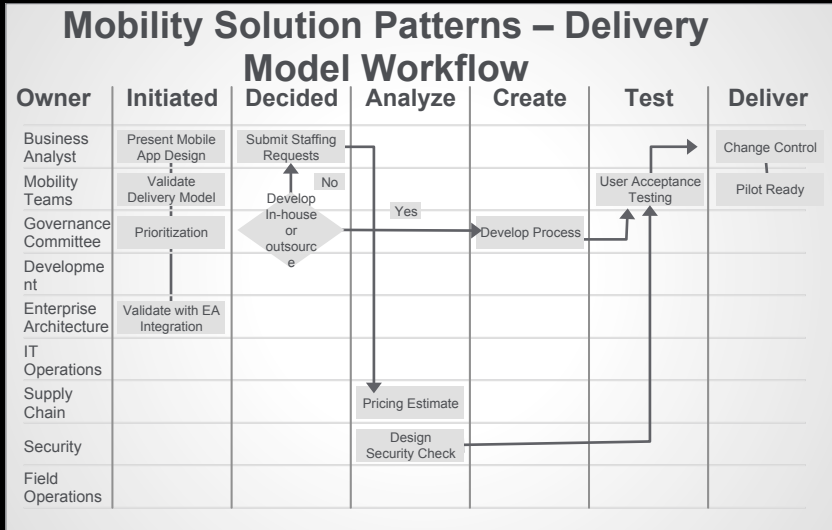 Mobility Solution Patterns – Delivery
Model Workflow
Owner
Initiated
Decided
Analyze
Create
Test
Deliver
Business
Analyst
Present Mobile
App Design
Submit Staffing
Requests
Change Control
Mobility
Teams
Validate
Delivery Model
No
User Acceptance
Testing
Pilot Ready
Governance
Committee
Prioritization
Develop
In-house
or
outsourc
e
Yes
Develop Process
Developme
nt
Enterprise
Architecture
Validate with EA
Integration
IT
Operations
Supply
Chain
Pricing Estimate
Security
Design
Security Check
Field
Operations